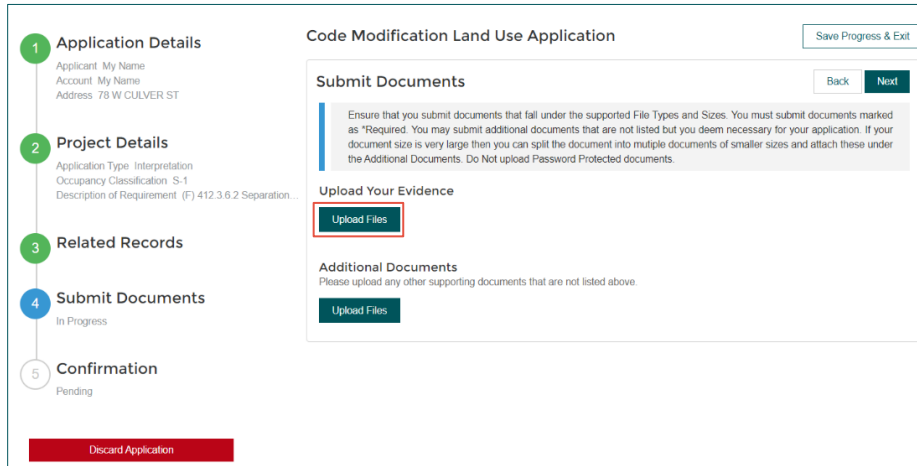 1
Application Details
Applicant My Name
Account My Name
Address 78 W CULVER ST
2
Project Details
Application Type Interpretation
Occupancy Classification S-1
Description of Requirement (F) 412.3.6.2 Separation...
3
Related Records
4
Submit Documents
In Progress
5
Confirmation
Pending
Discard Application
Code Modification Land Use Application
Save Progress & Exit
Submit Documents
Back
Next
Ensure that you submit documents that fall under the supported File Types and Sizes. You must submit documents marked
as *Required. You may submit additional documents that are not listed but you deem necessary for your application. If your
document size is very large then you can split the document into mutiple documents of smaller sizes and attach these under
the Additional Documents. Do Not upload Password Protected documents.
Upload Your Evidence
Upload Files
Additional Documents
Please upload any other supporting documents that are not listed above.
Upload Files